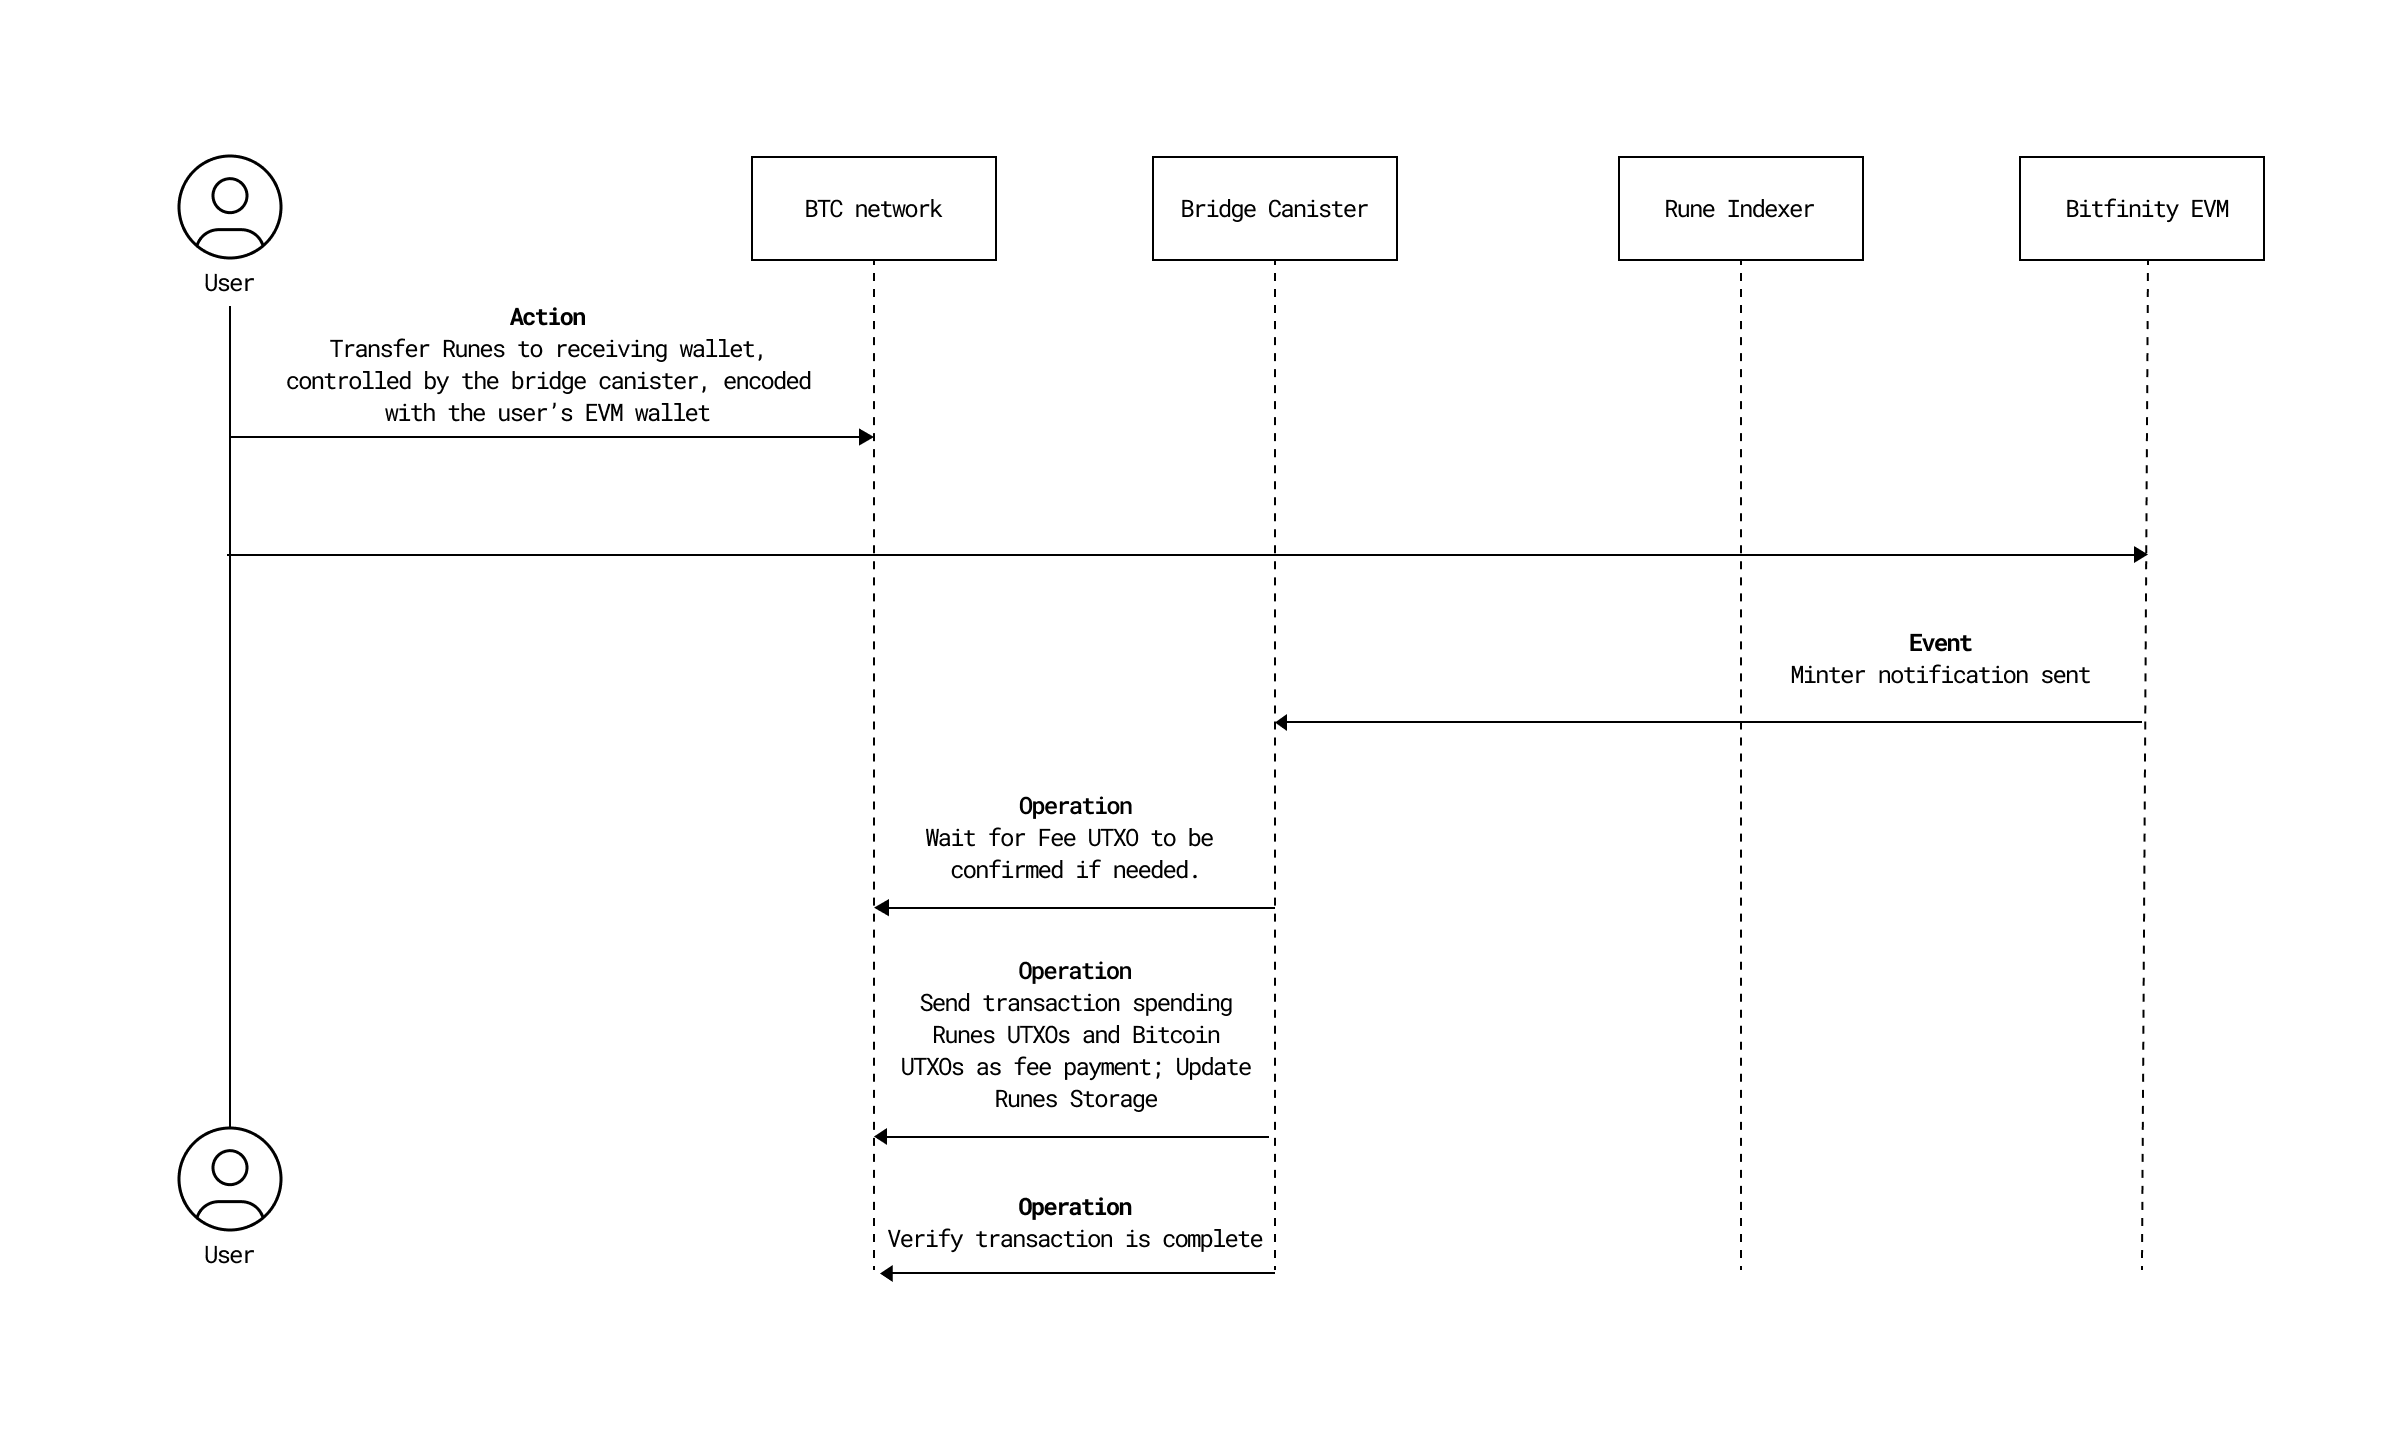 User
BTC network
Bridge Canister
Rune Indexer
Bitfinity EVM
Action
Transfer Runes to receiving wallet,
controlled by the bridge canister, encoded
with the user’s EVM wallet
Event
Minter notification sent
Operation
Wait for Fee UTXO to be
confirmed if needed.
Operation
Send transaction spending
Runes UTXOs and Bitcoin
UTXOs as fee payment; Update
Runes Storage
Operation
Verify transaction is complete
User